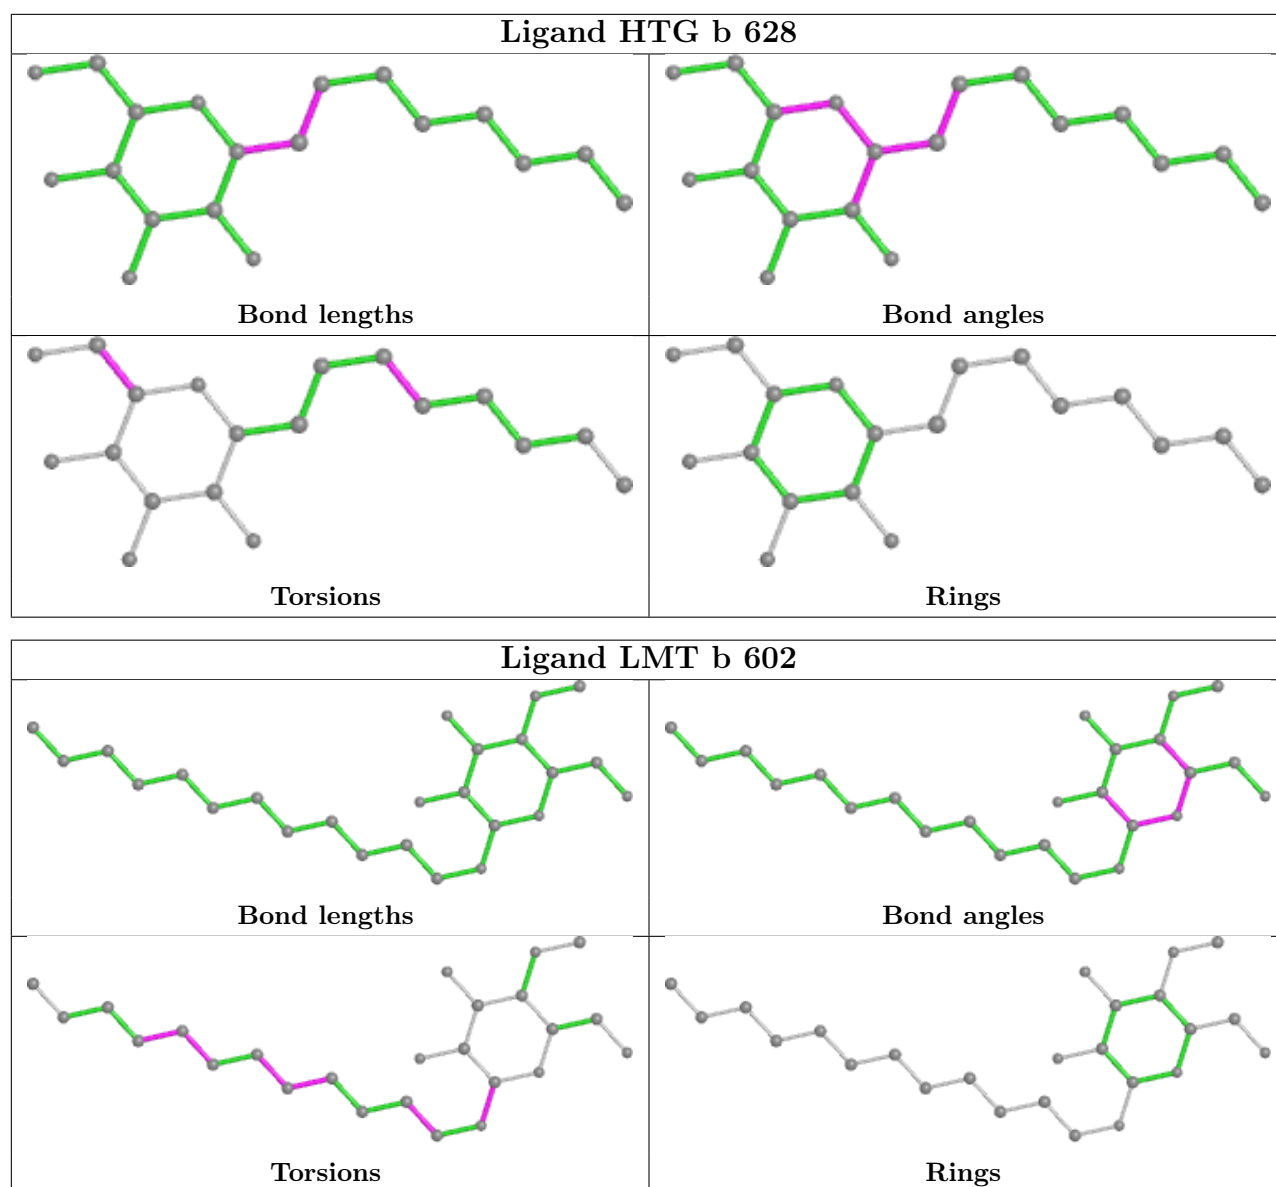 Ligand HTG b 628
Bond lengths
Bond angles
Torsions
Rings
Ligand LMT b 602
Bond lengths
Bond angles
Torsions
Rings